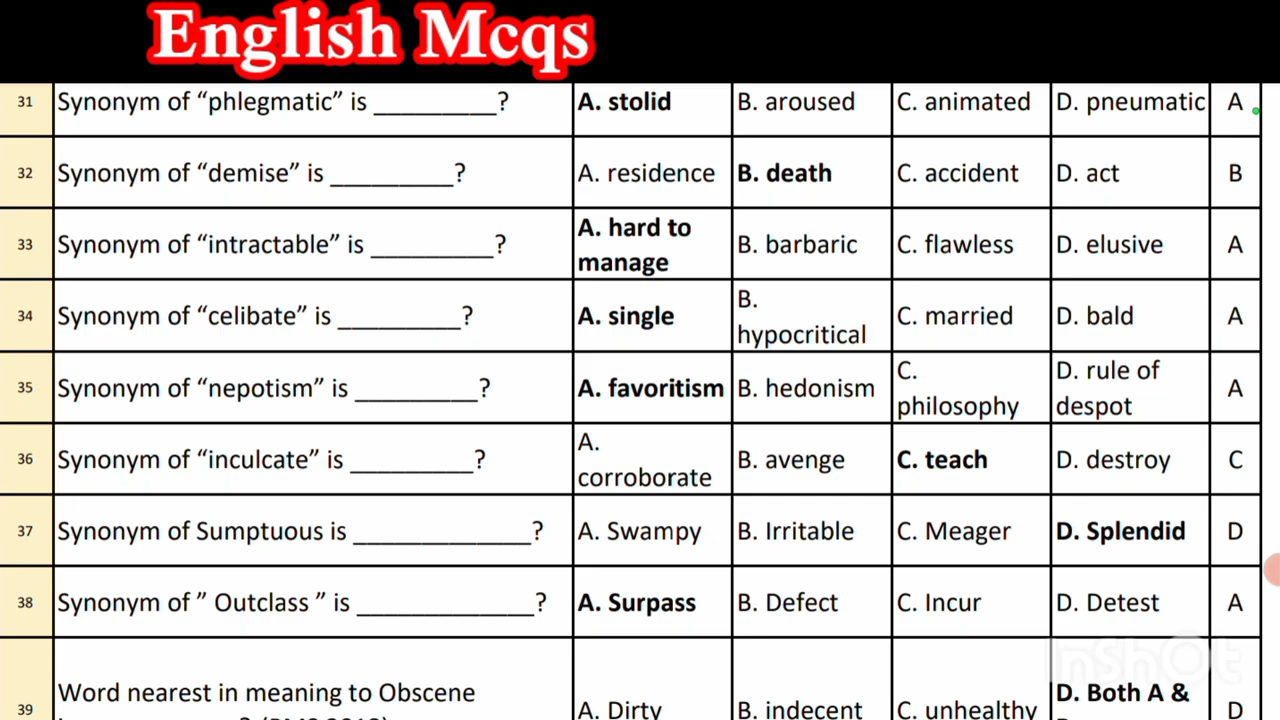 English Mcqs
31 Synonym of “phlegmatic” is _________? A. stolid B. aroused C. animated D. pneumatic A
32 Synonym of “demise” is _________? A. residence B. death C. accident D. act B
33 Synonym of “intractable” is _________? A. hard to manage B. barbaric C. flawless D. elusive A
34 Synonym of “celibate” is _________? A. single B. hypocritical C. married D. bald A
35 Synonym of “nepotism” is _________? A. favoritism B. hedonism C. philosophy D. rule of despot A
36 Synonym of “inculcate” is _________? A. corroborate B. avenge C. teach D. destroy C
37 Synonym of Sumptuous is _____________? A. Swampy B. Irritable C. Meager D. Splendid D
38 Synonym of ” Outclass ” is _____________? A. Surpass B. Defect C. Incur D. Detest A
39 Word nearest in meaning to Obscene A. Dirty B. indecent C. unhealthy D. Both A & D
InShOt